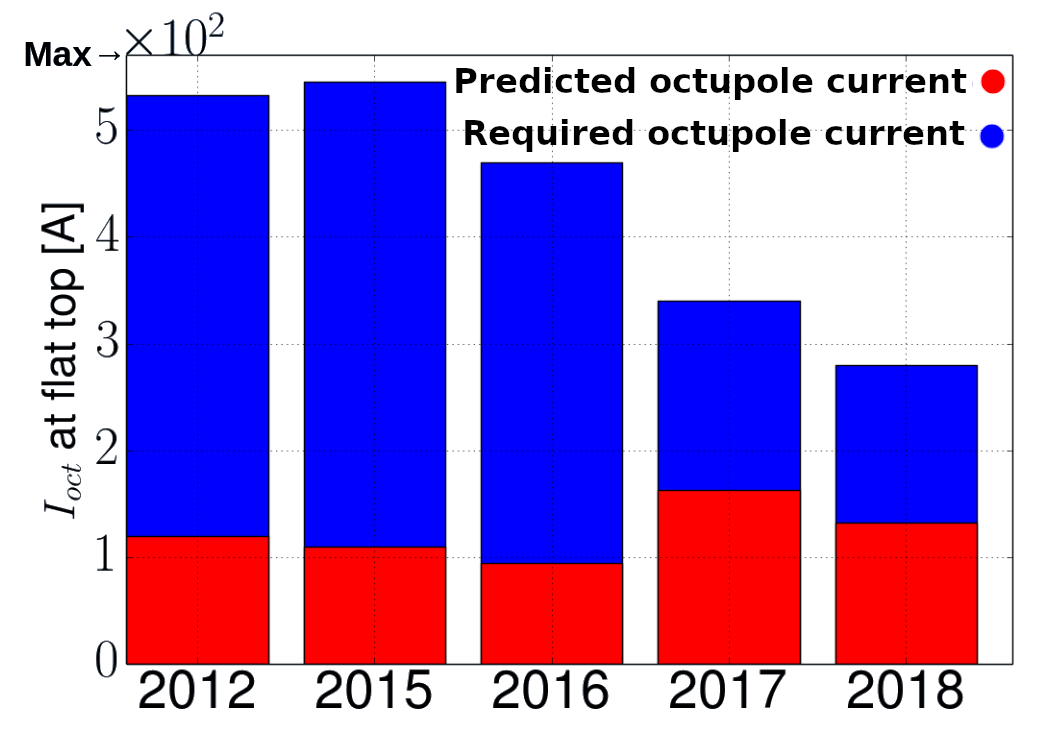 ×10²
Max→
Predicted octupole current
Required octupole current
5
4
3
2
1
0
I_oct at flat top [A]
2012 2015 2016 2017 2018